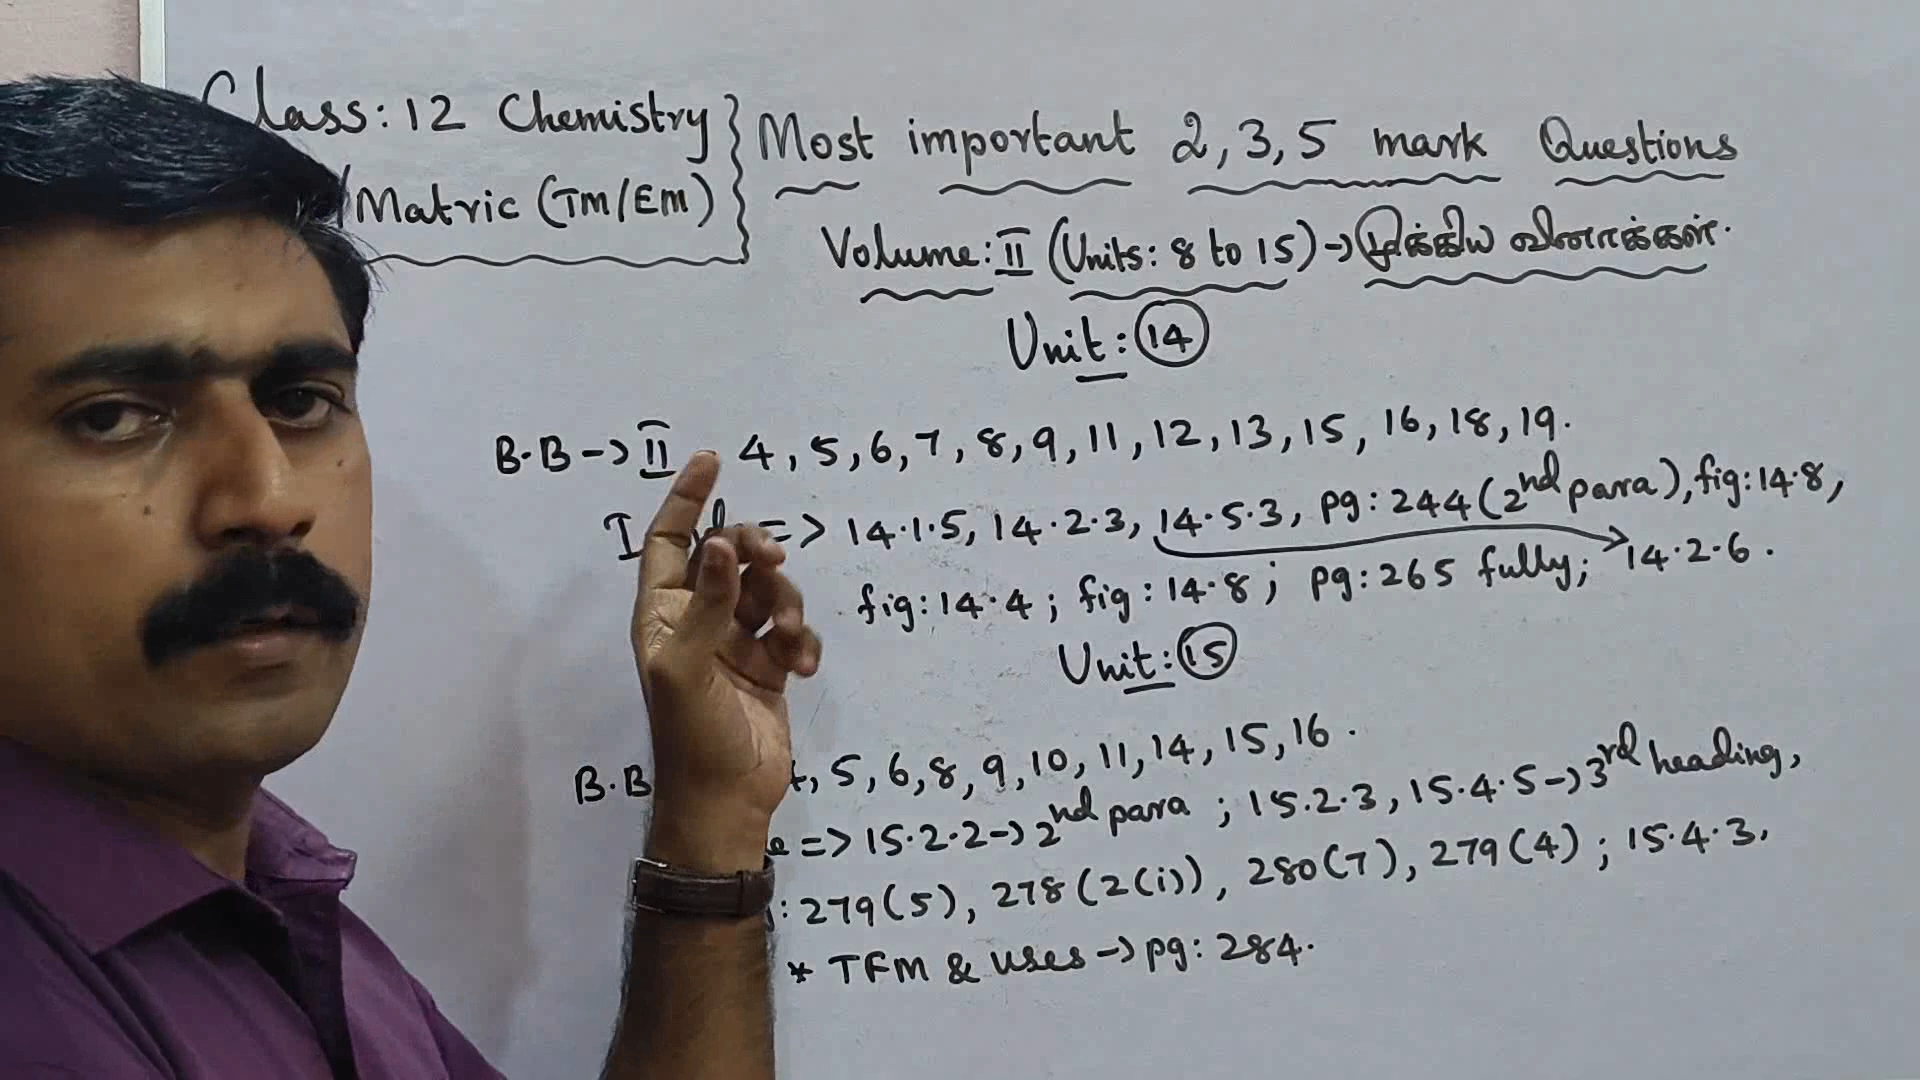 Class: 12 Chemistry
/Matric (TM/EM)
Most important 2, 3, 5 mark Questions
Volume: II (Units: 8 to 15) -> முக்கிய வினாக்கள்.
Unit: 14
B.B -> II 4, 5, 6, 7, 8, 9, 11, 12, 13, 15, 16, 18, 19.
=> 14.1.5, 14.2.3, 14.5.3, pg: 244 (2nd para), fig: 14.8,
14.2.6.
fig: 14.4; fig: 14.8; pg: 265 fully;
Unit: 15
B.B 5, 6, 8, 9, 10, 11, 14, 15, 16.
=> 15.2.2 -> 2nd para; 15.2.3, 15.4.5 -> 3rd heading,
: 279 (5), 278 (2(i)), 280 (7), 279 (4); 15.4.3.
* TFM & uses -> pg: 284.